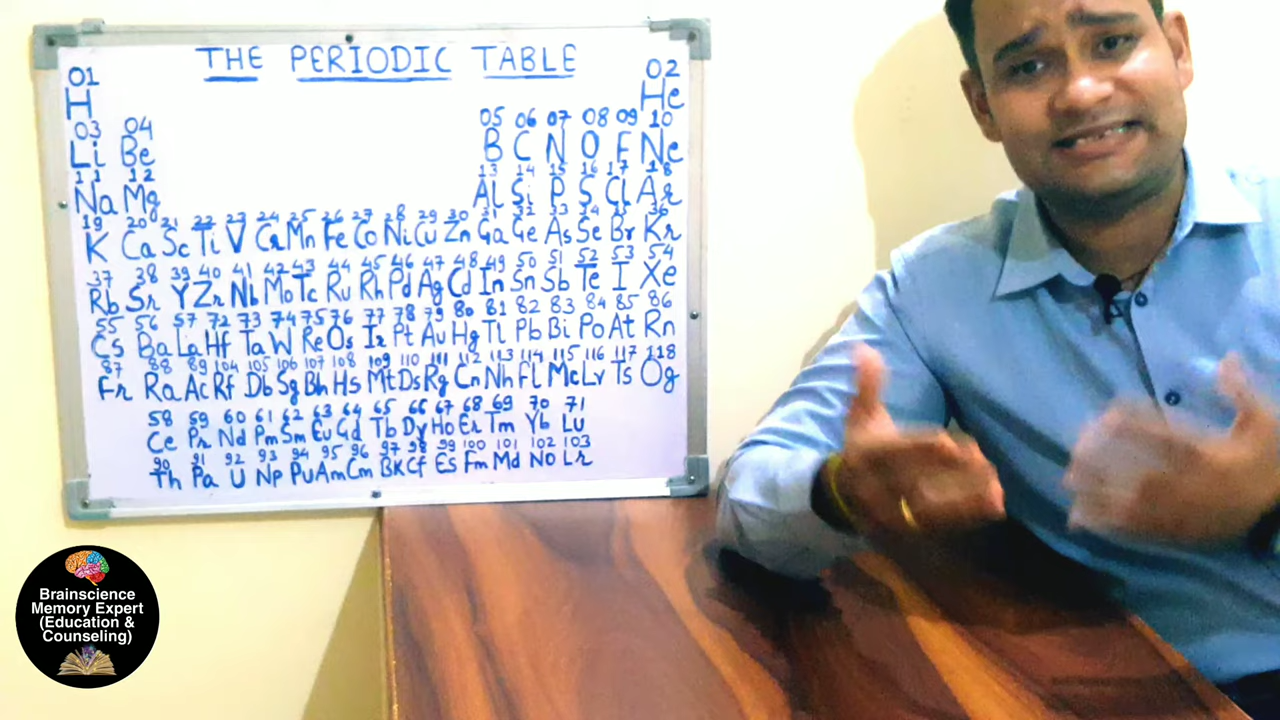 THE PERIODIC TABLE
01 02
H He
03 04 05 06 07 08 09 10
Li Be B C N O F Ne
11 12 13 14 15 16 17 18
Na Mg Al Si P S Cl Ar
19 20 21 22 23 24 25 26 27 28 29 30 31 32 33 34 35 36
K Ca Sc Ti V Cr Mn Fe Co Ni Cu Zn Ga Ge As Se Br Kr
37 38 39 40 41 42 43 44 45 46 47 48 49 50 51 52 53 54
Rb Sr Y Zr Nb Mo Tc Ru Rh Pd Ag Cd In Sn Sb Te I Xe
55 56 57 72 73 74 75 76 77 78 79 80 81 82 83 84 85 86
Cs Ba La Hf Ta W Re Os Ir Pt Au Hg Tl Pb Bi Po At Rn
87 88 89 104 105 106 107 108 109 110 111 112 113 114 115 116 117 118
Fr Ra Ac Rf Db Sg Bh Hs Mt Ds Rg Cn Nh Fl Mc Lv Ts Og
58 59 60 61 62 63 64 65 66 67 68 69 70 71
Ce Pr Nd Pm Sm Eu Gd Tb Dy Ho Er Tm Yb Lu
90 91 92 93 94 95 96 97 98 99 100 101 102 103
Th Pa U Np Pu Am Cm BK Cf Es Fm Md No Lr
Brainscience
Memory Expert
(Education &
Counseling)